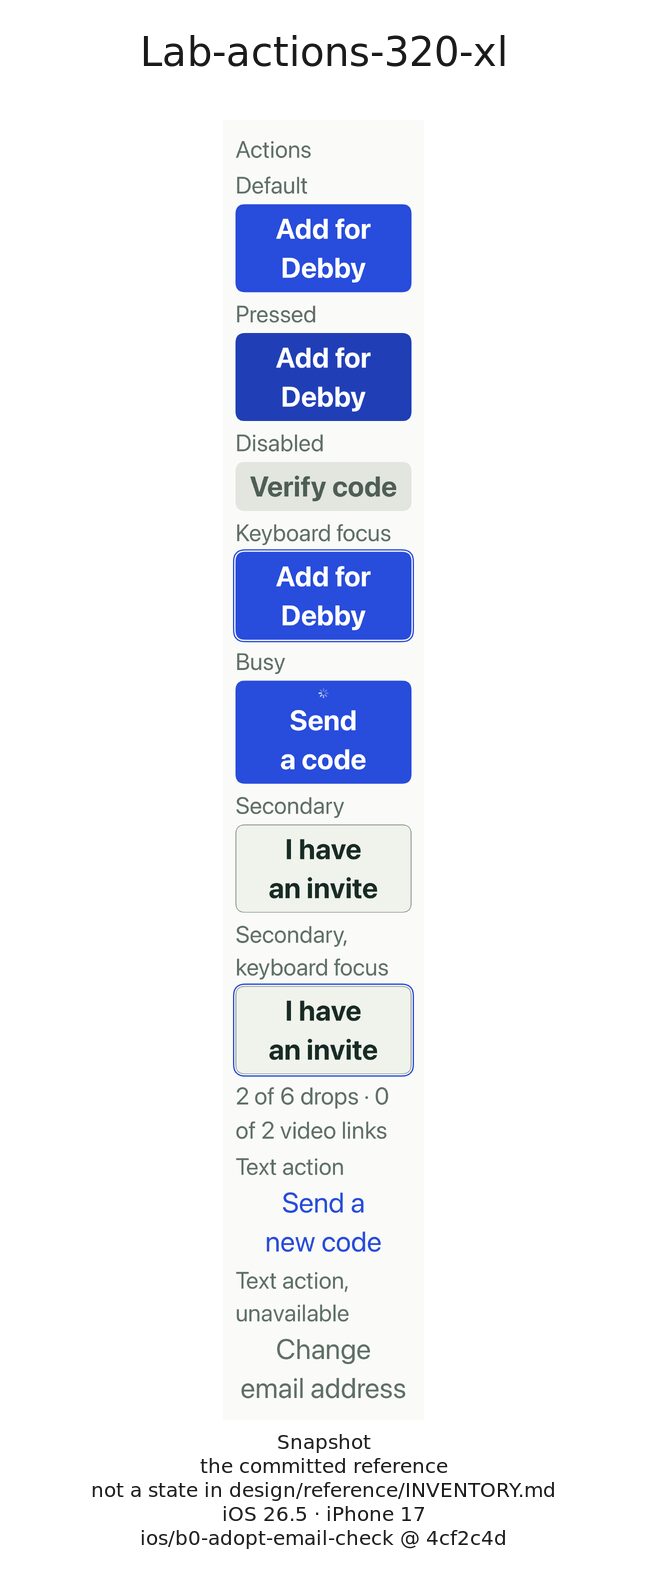 Lab-actions-320-xl
Actions
Default
Add for
Debby
Pressed
Add for
Debby
Disabled
Verify code
Keyboard focus
Add for
Debby
Busy
Send
a code
Secondary
I have
an invite
Secondary,
keyboard focus
I have
an invite
2 of 6 drops · 0
of 2 video links
Text action
Send a
new code
Text action,
unavailable
Change
email address
Snapshot
the committed reference
not a state in design/reference/INVENTORY.md
iOS 26.5 · iPhone 17
ios/b0-adopt-email-check @ 4cf2c4d